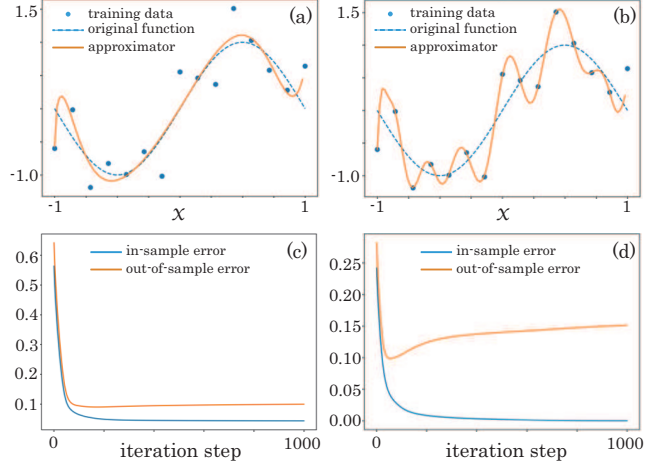 1.5
training data
original function
approximator
(a)
-1.0
-1
x
1
1.5
training data
original function
approximator
(b)
-1.0
-1
x
1
in-sample error
out-of-sample error
(c)
0.6
0.5
0.4
0.3
0.2
0.1
0
iteration step
1000
in-sample error
out-of-sample error
(d)
0.25
0.20
0.15
0.10
0.05
0.00
0
iteration step
1000